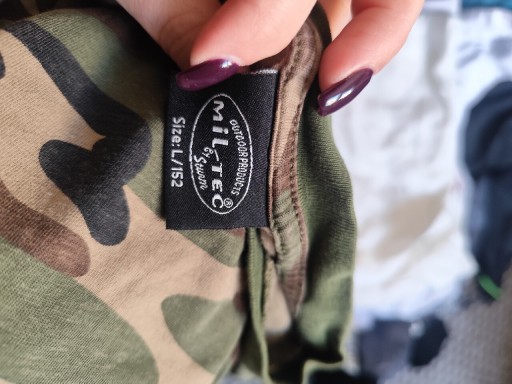 MIL-TEC®
By Sturm
OUTDOOR PRODUCTS
Size: L/152